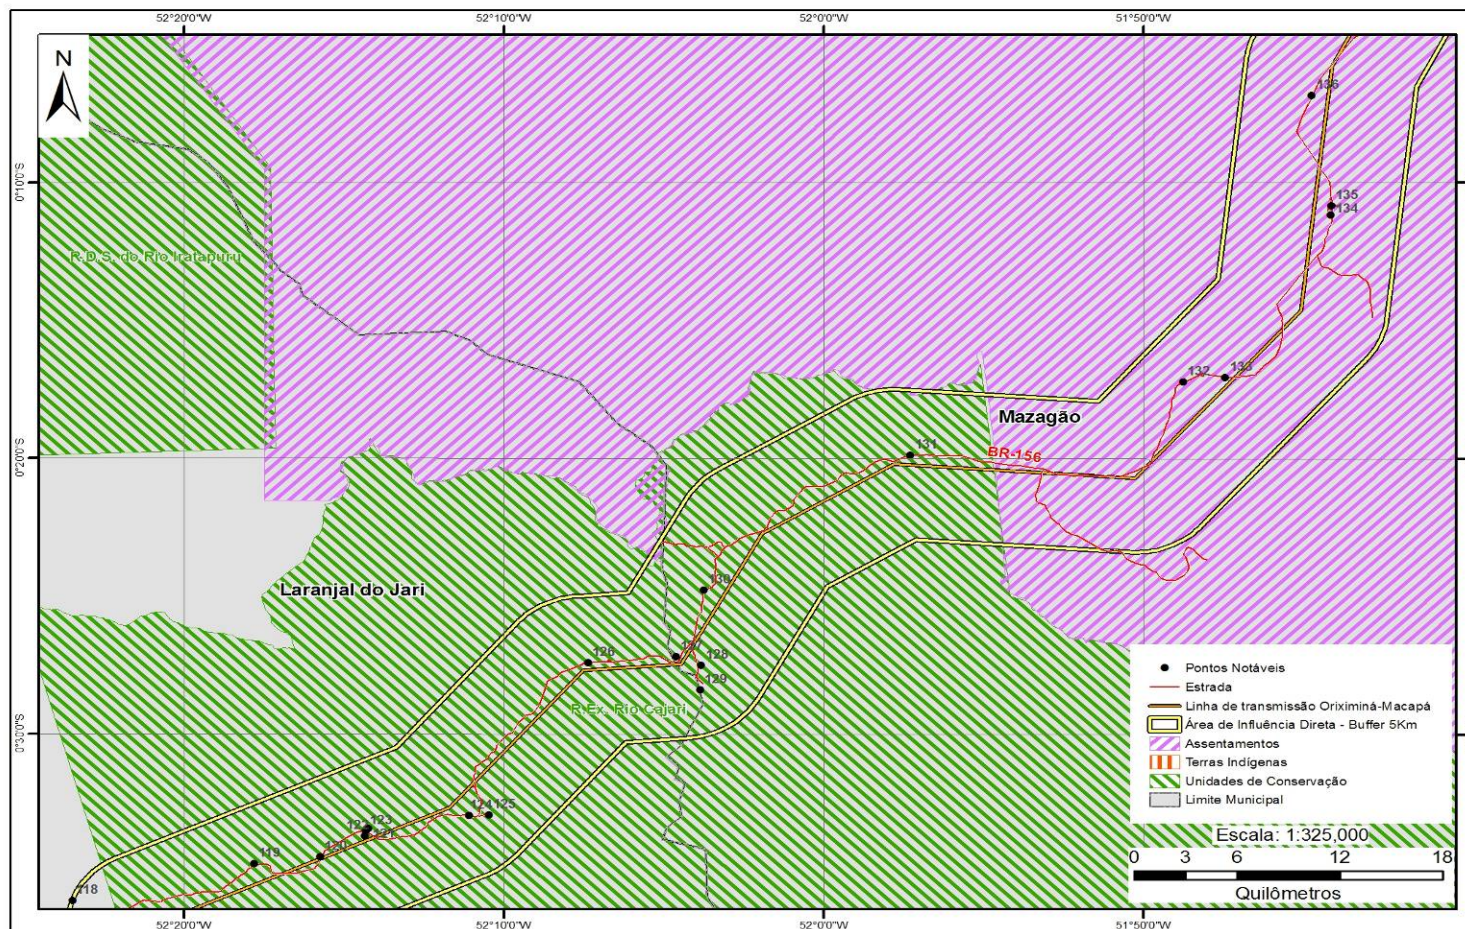 52°20'0"W 52°10'0"W 52°0'0"W 51°50'0"W
N
136
0°10'0"S
135
134
R.D.S. do Rio Iratapuru
132 133
Mazagão
131
BR-156
0°20'0"S
130
Laranjal do Jari
126 127
128
129
R.Ex. Rio Cajari
0°30'0"S
124 125
123
121
120
119
118
Pontos Notáveis
Estrada
Linha de transmissão Oriximiná-Macapá
Área de Influência Direta - Buffer 5Km
Assentamentos
Terras Indígenas
Unidades de Conservação
Limite Municipal
Escala: 1:325,000
0 3 6 12 18
Quilômetros
52°20'0"W 52°10'0"W 52°0'0"W 51°50'0"W